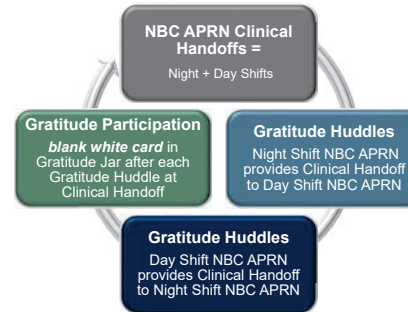 NBC APRN Clinical
Handoffs =
Night + Day Shifts
Gratitude Huddles
Night Shift NBC APRN
provides Clinical Handoff
to Day Shift NBC APRN
Gratitude Huddles
Day Shift NBC APRN
provides Clinical Handoff
to Night Shift NBC APRN
Gratitude Participation
blank white card in
Gratitude Jar after each
Gratitude Huddle at
Clinical Handoff